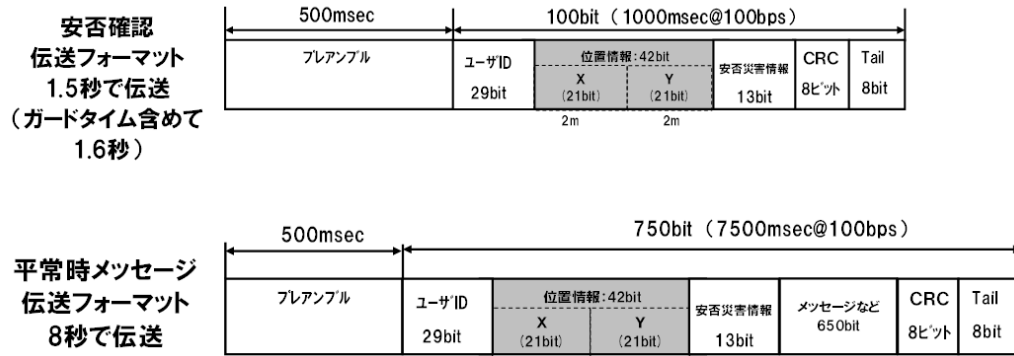 安否確認
伝送フォーマット
1.5秒で伝送
（ガードタイム含めて
1.6秒）
500msec
100bit（1000msec@100bps）
プレアンブル
ユーザID
29bit
位置情報:42bit
X
(21bit)
Y
(21bit)
安否災害情報
13bit
CRC
8ビット
Tail
8bit
2m
2m
平常時メッセージ
伝送フォーマット
8秒で伝送
500msec
750bit（7500msec@100bps）
プレアンブル
ユーザID
29bit
位置情報:42bit
X
(21bit)
Y
(21bit)
安否災害情報
13bit
メッセージなど
650bit
CRC
8ビット
Tail
8bit